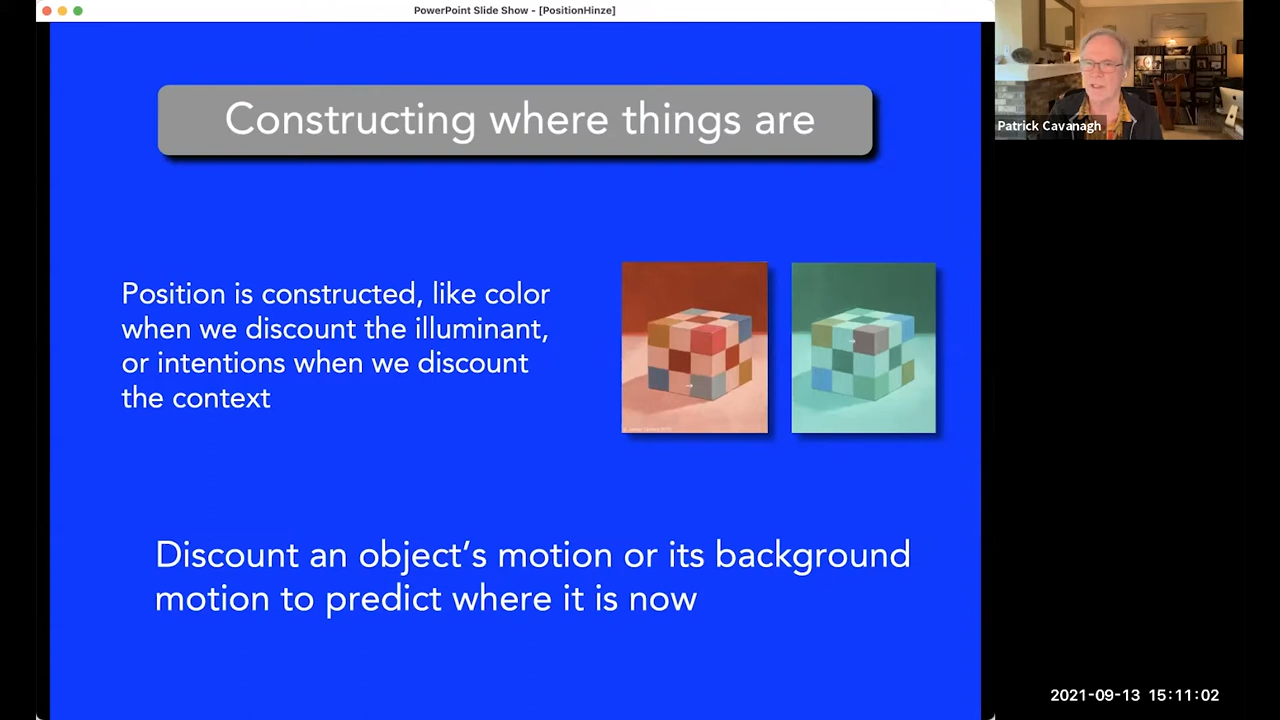 PowerPoint Slide Show - [PositionHinze]
Constructing where things are
Position is constructed, like color
when we discount the illuminant,
or intentions when we discount
the context
Discount an object's motion or its background
motion to predict where it is now
Patrick Cavanagh
2021-09-13 15:11:02